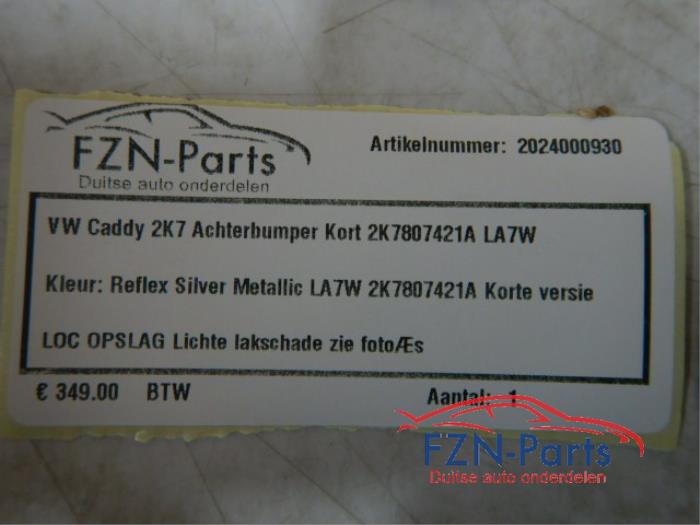 FZN-Parts
Duitse auto onderdelen
Artikelnummer: 2024000930
VW Caddy 2K7 Achterbumper Kort 2K7807421A LA7W
Kleur: Reflex Silver Metallic LA7W 2K7807421A Korte versie
LOC OPSLAG Lichte lakschade zie fotoÆs
€ 349.00 BTW Aantal: 1
FZN-Parts
Duitse auto onderdelen